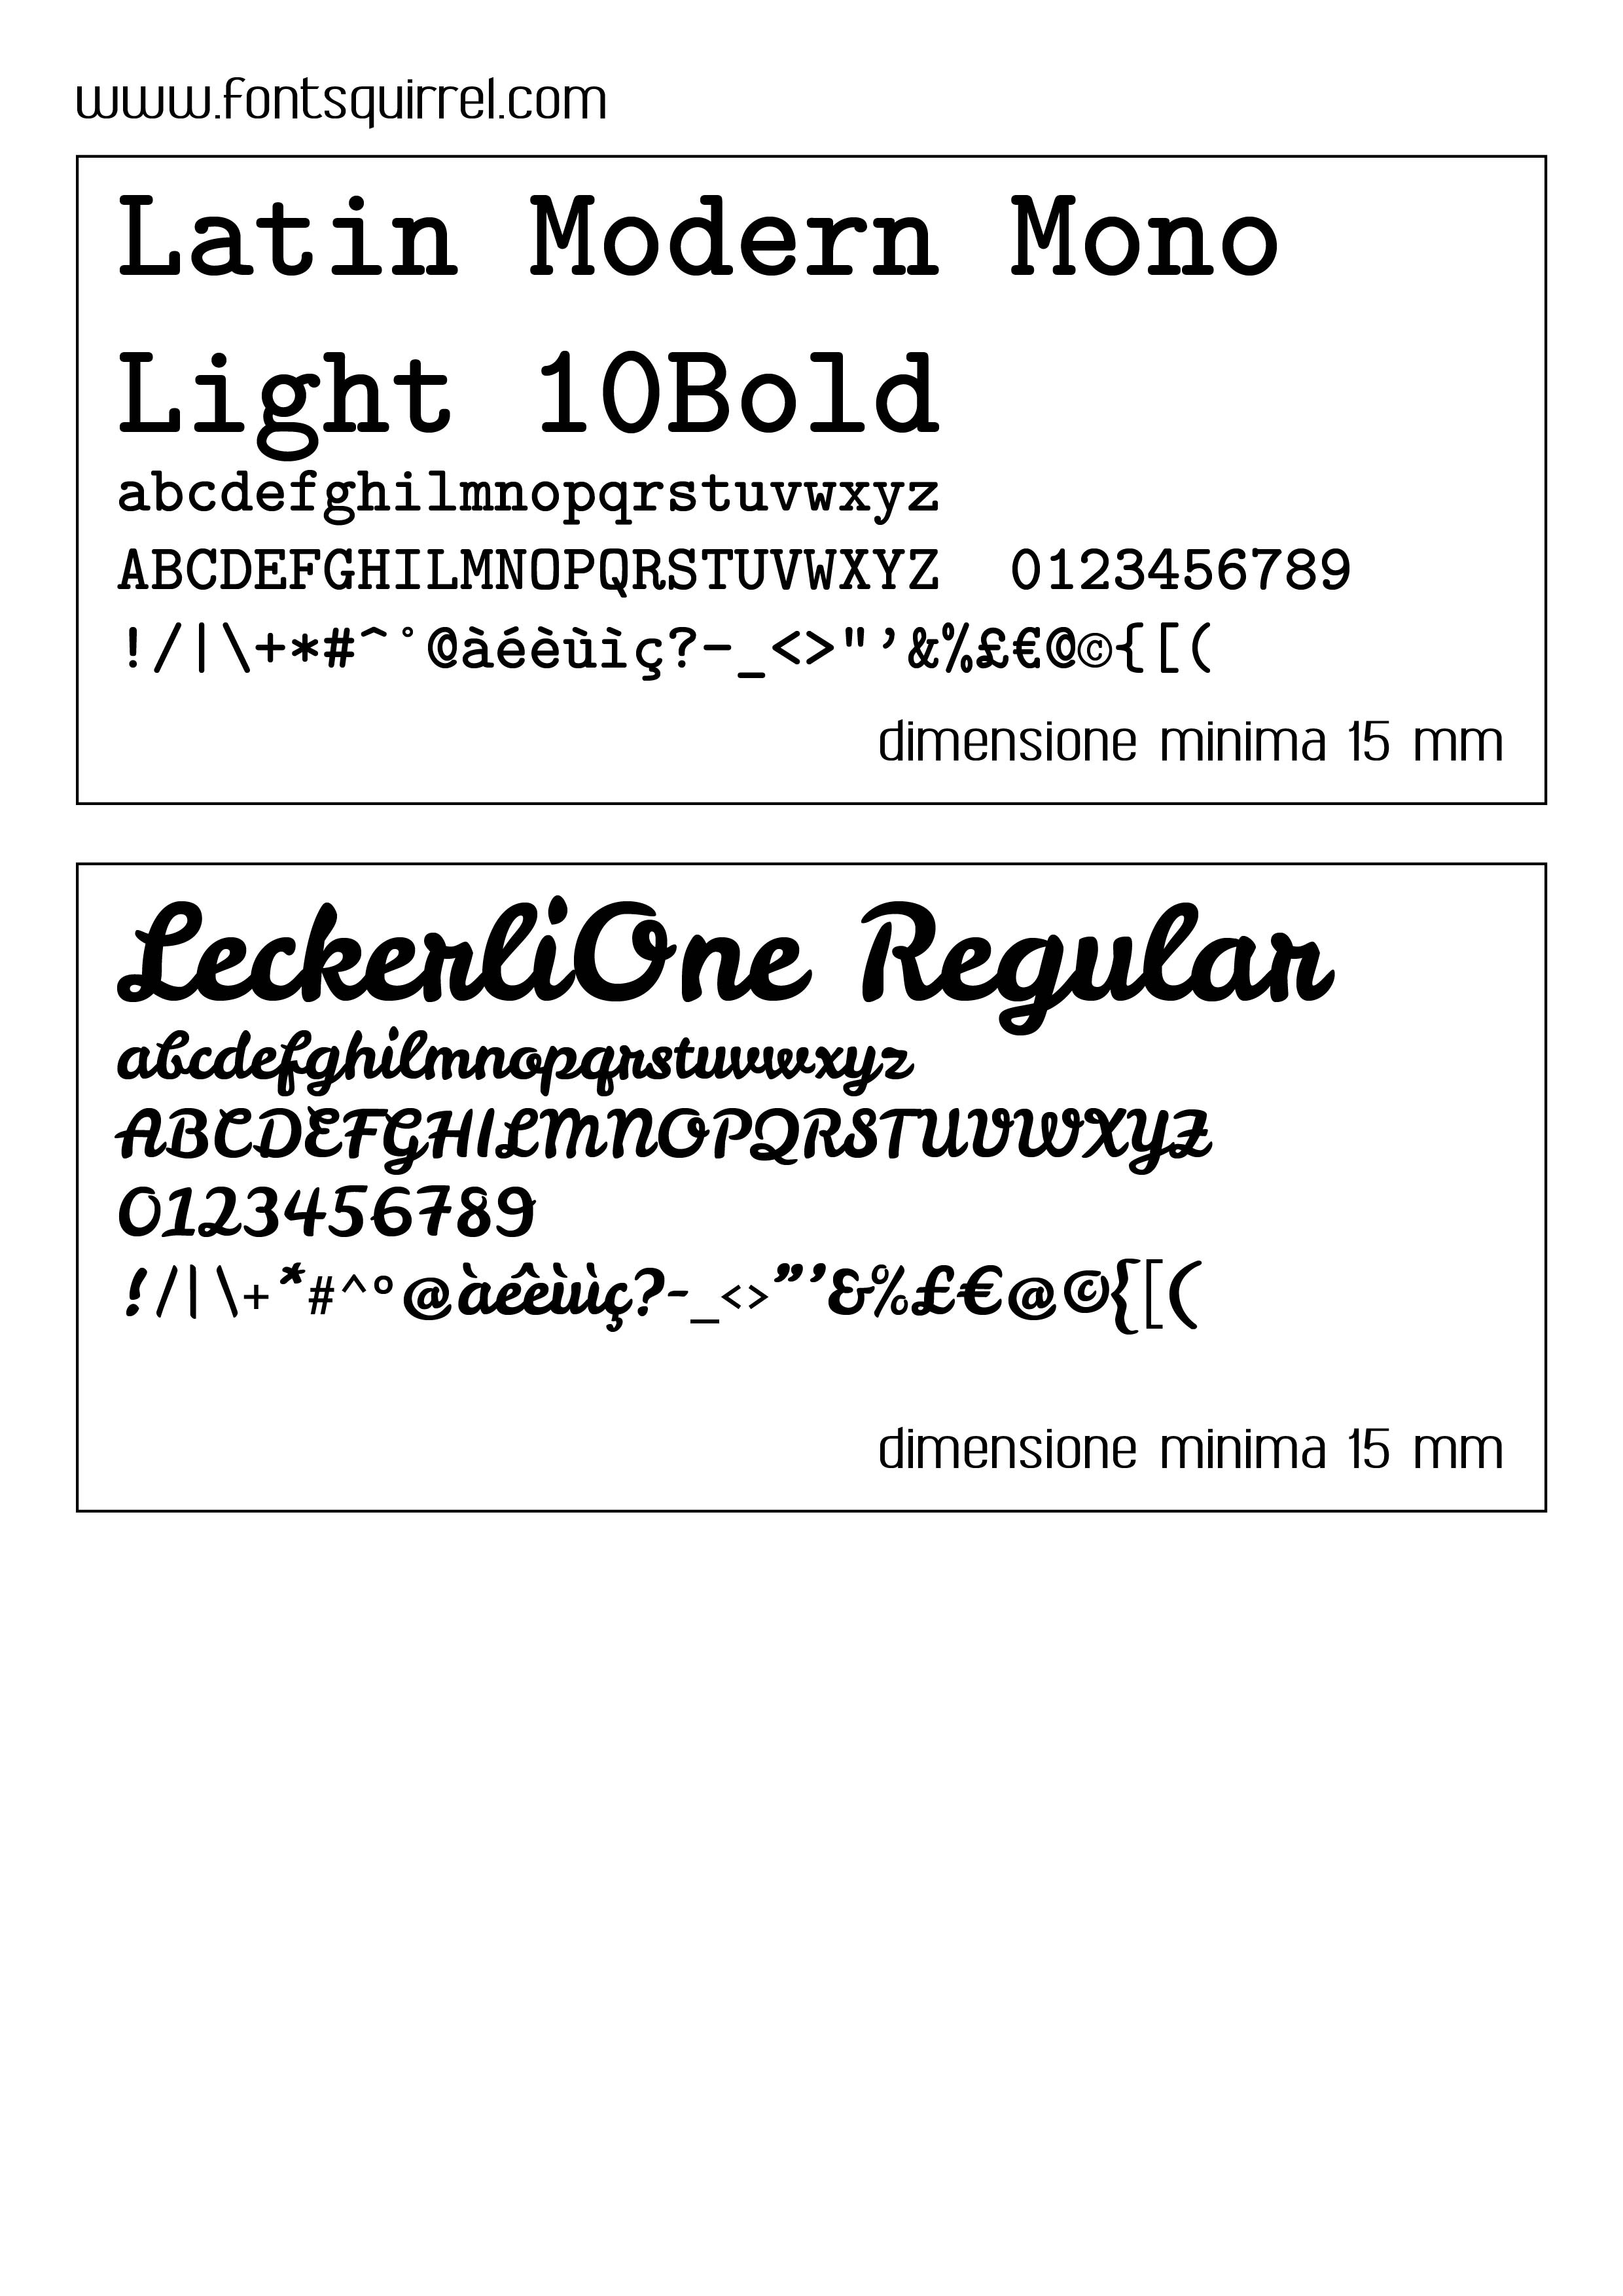 www.fontsquirrel.com
Latin Modern Mono
Light 10Bold
abcdefghilmnopqrstuvwxyz
ABCDEFGHILMNOPQRSTUVWXYZ  0123456789
!/|\+*#^°@àéèùìç?-_<>"'&%£€@©{[(
dimensione minima 15 mm
LeckerliOne Regular
abcdefghilmnopqrstuvwxyz
ABCDEFGHILMNOPQRSTUVWXYZ
0123456789
!/|\+*#^°@àêèùìç?-_<>"'&%£€@©{[(
dimensione minima 15 mm